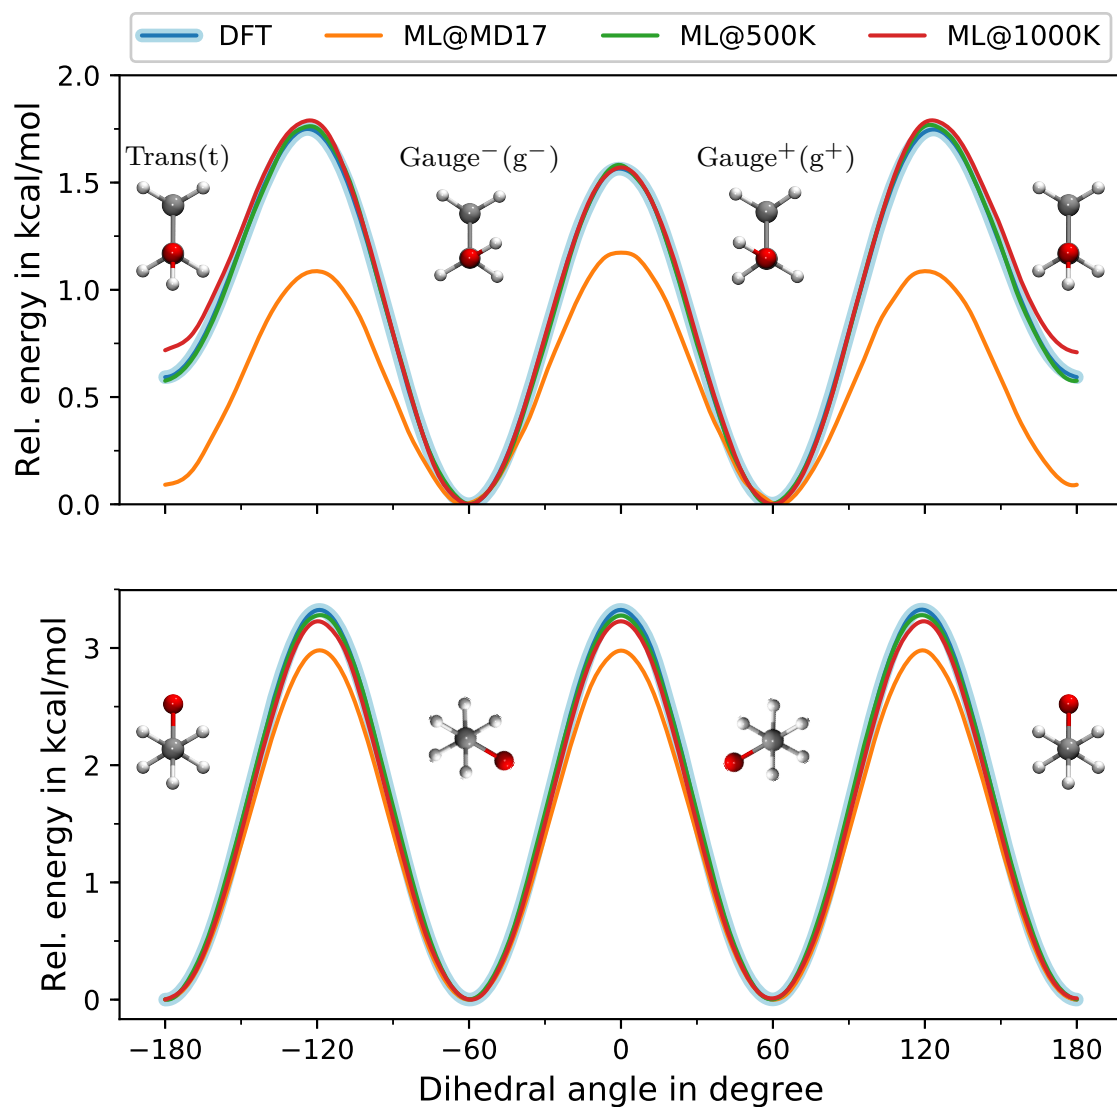 DFT ML@MD17 ML@500K ML@1000K
Rel. energy in kcal/mol
2.0
1.5
1.0
0.5
0.0
Trans(t) Gauge⁻(g⁻) Gauge⁺(g⁺)
Rel. energy in kcal/mol
3
2
1
0
−180 −120 −60 0 60 120 180
Dihedral angle in degree